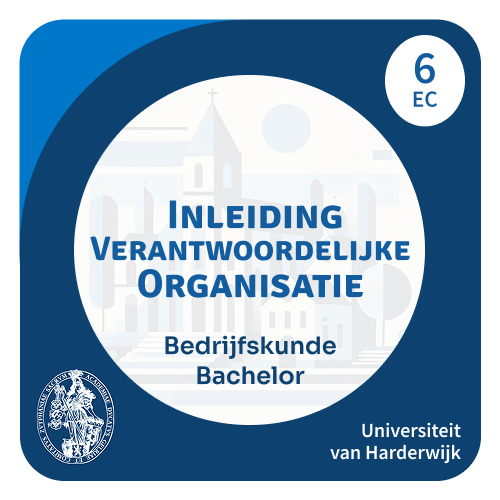 6
EC
INLEIDING
VERANTWOORDELIJKE
ORGANISATIE
Bedrijfskunde
Bachelor
Universiteit
van Harderwijk